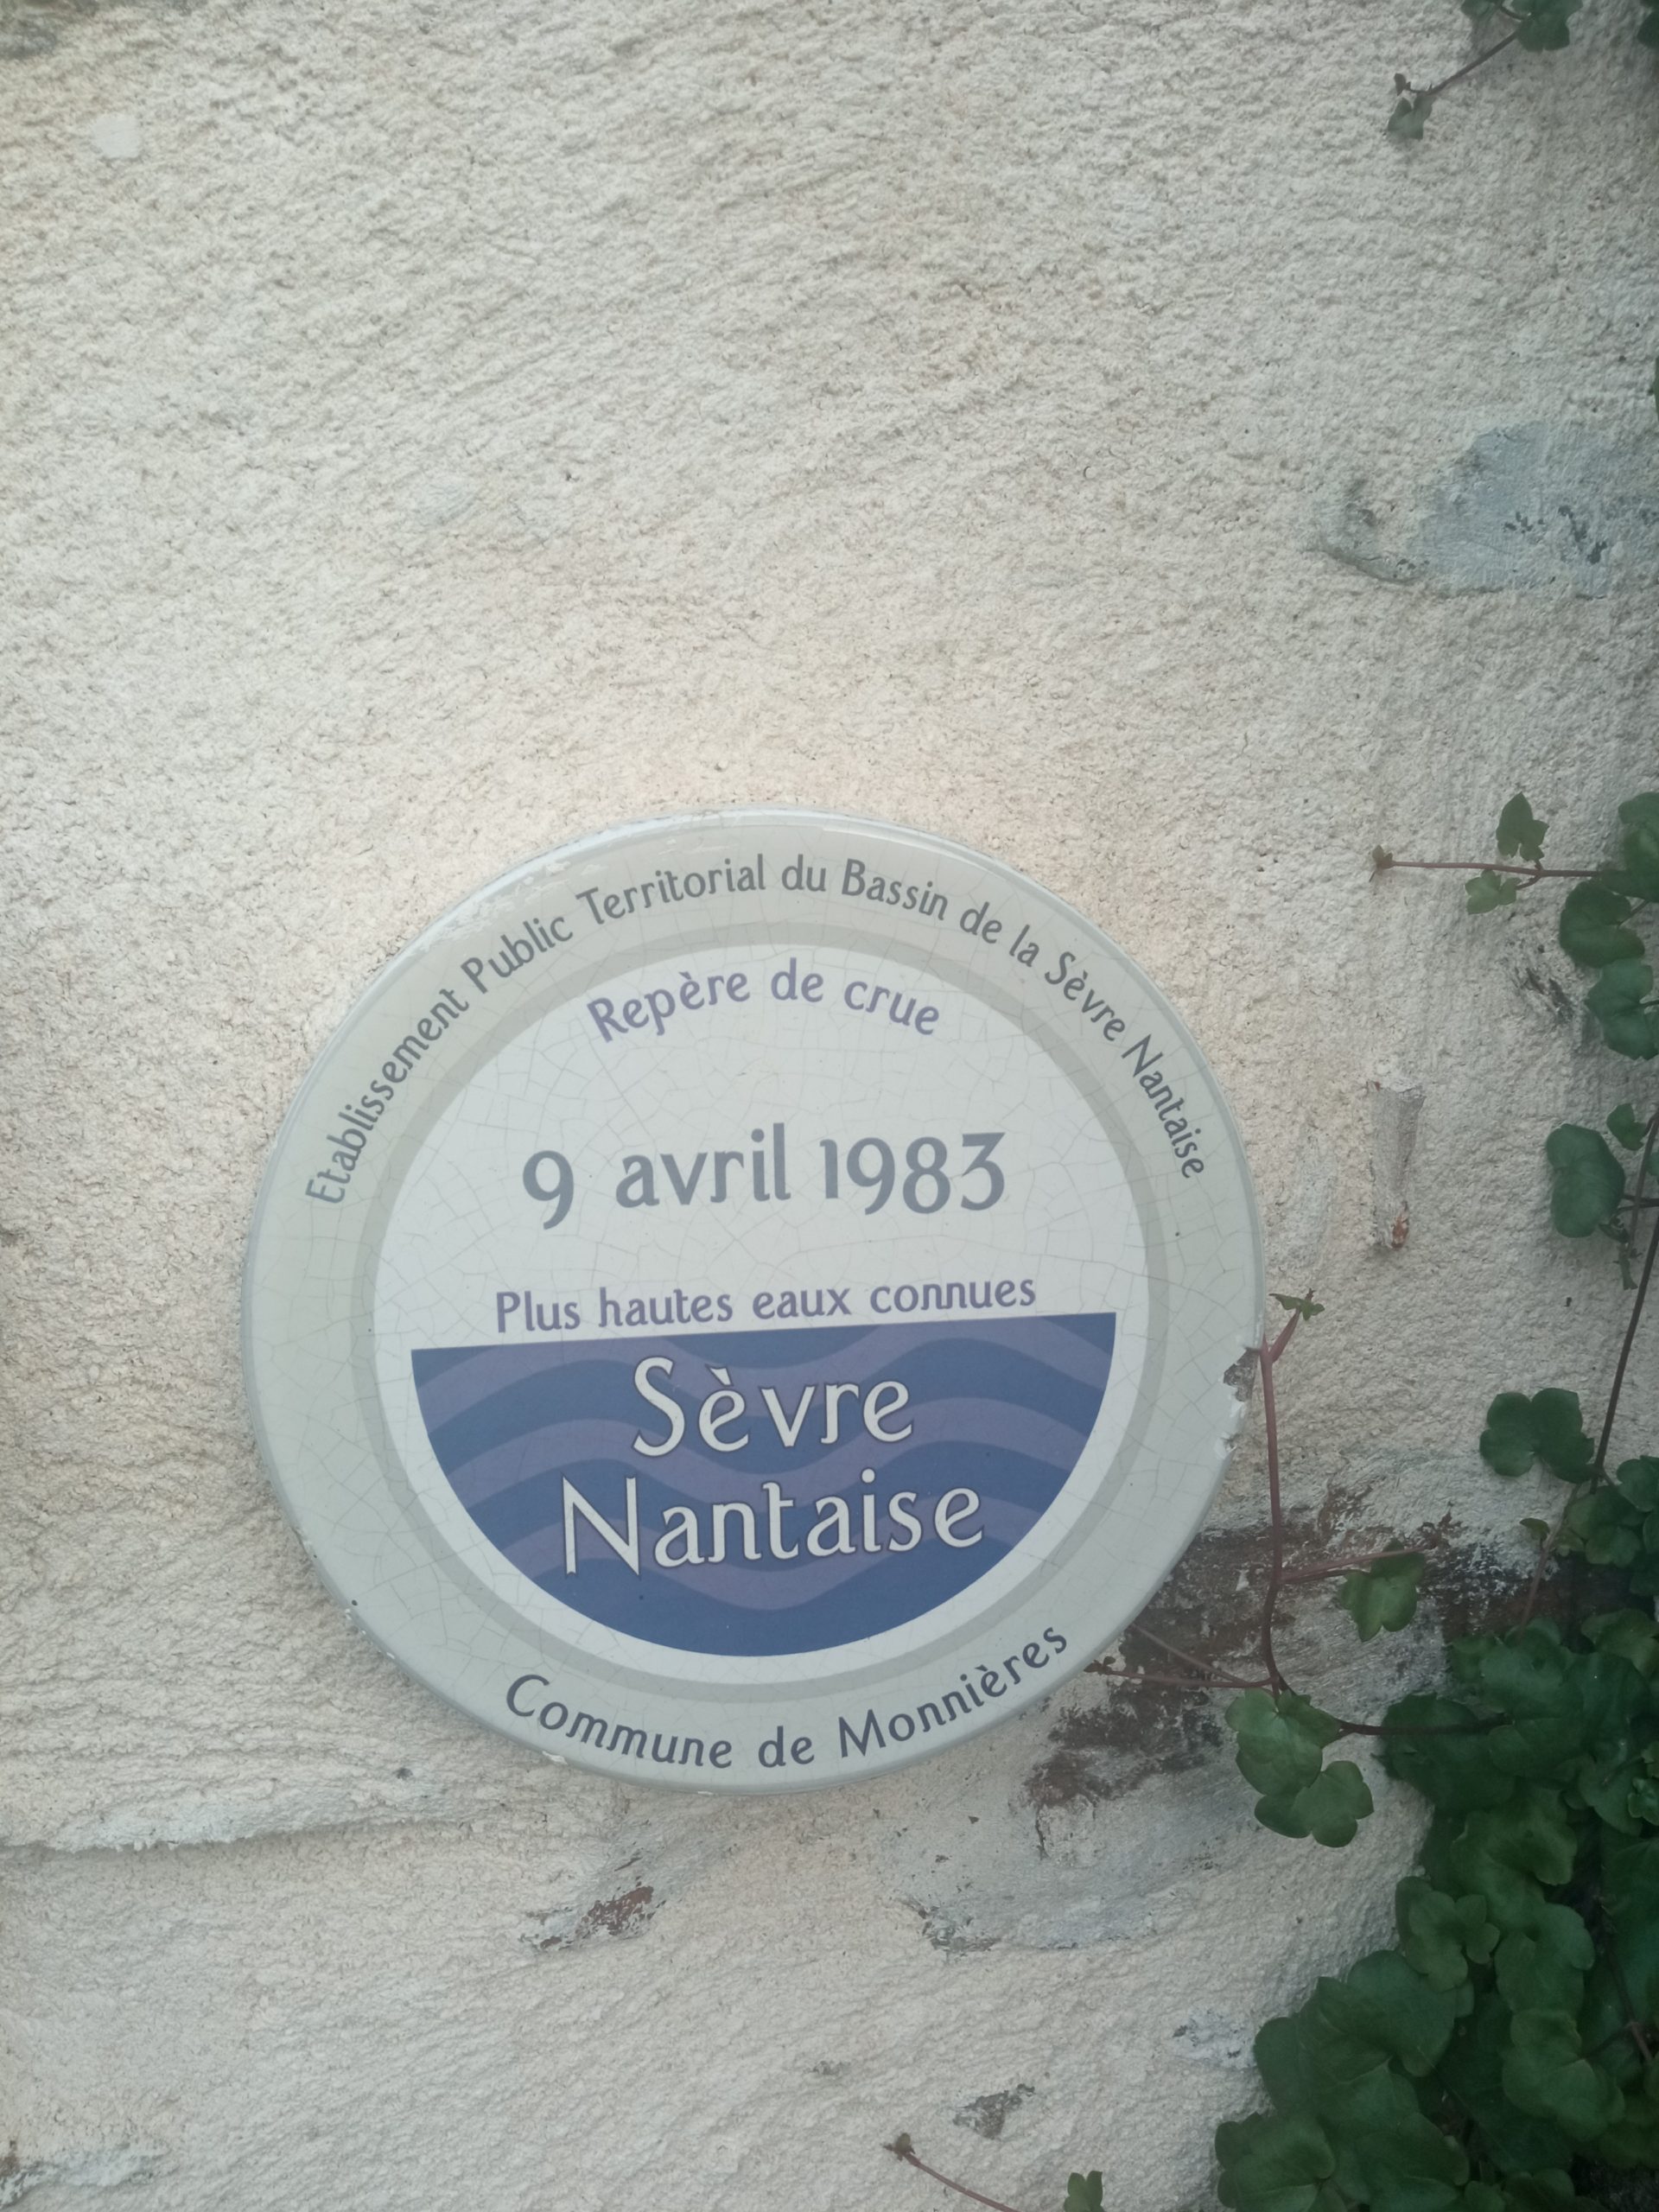 Etablissement Public Territorial du Bassin de la Sèvre Nantaise
Repère de crue
9 avril 1983
Plus hautes eaux connues
Sèvre
Nantaise
Commune de Monnières